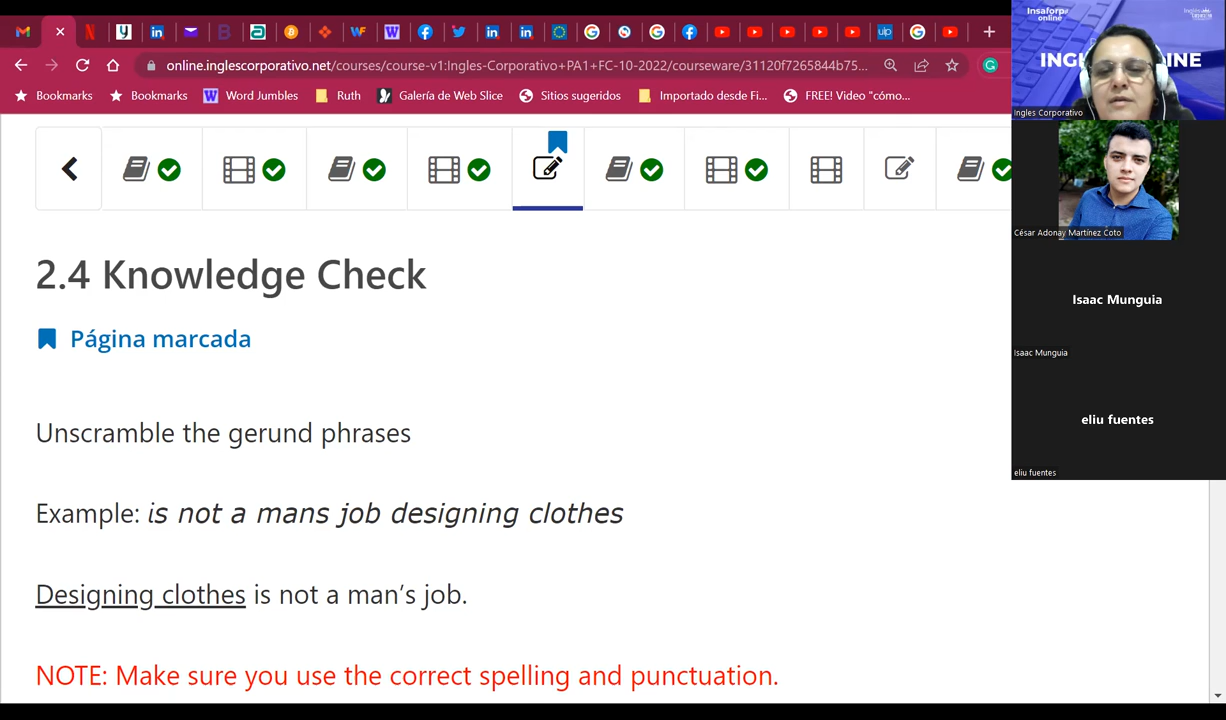 online.inglescorporativo.net/courses/course-v1:Ingles-Corporativo+PA1+FC-10-2022/courseware/31120f7265844b75...
Bookmarks
Bookmarks
Word Jumbles
Ruth
Galería de Web Slice
Sitios sugeridos
Importado desde Fi...
FREE! Video "cómo...
2.4 Knowledge Check
Página marcada
Unscramble the gerund phrases
Example: is not a mans job designing clothes
Designing clothes is not a man's job.
NOTE: Make sure you use the correct spelling and punctuation.
Insaforp
online
Ingles Corporativo
César Adonay Martínez Coto
Isaac Munguia
Isaac Munguia
eliu fuentes
eliu fuentes